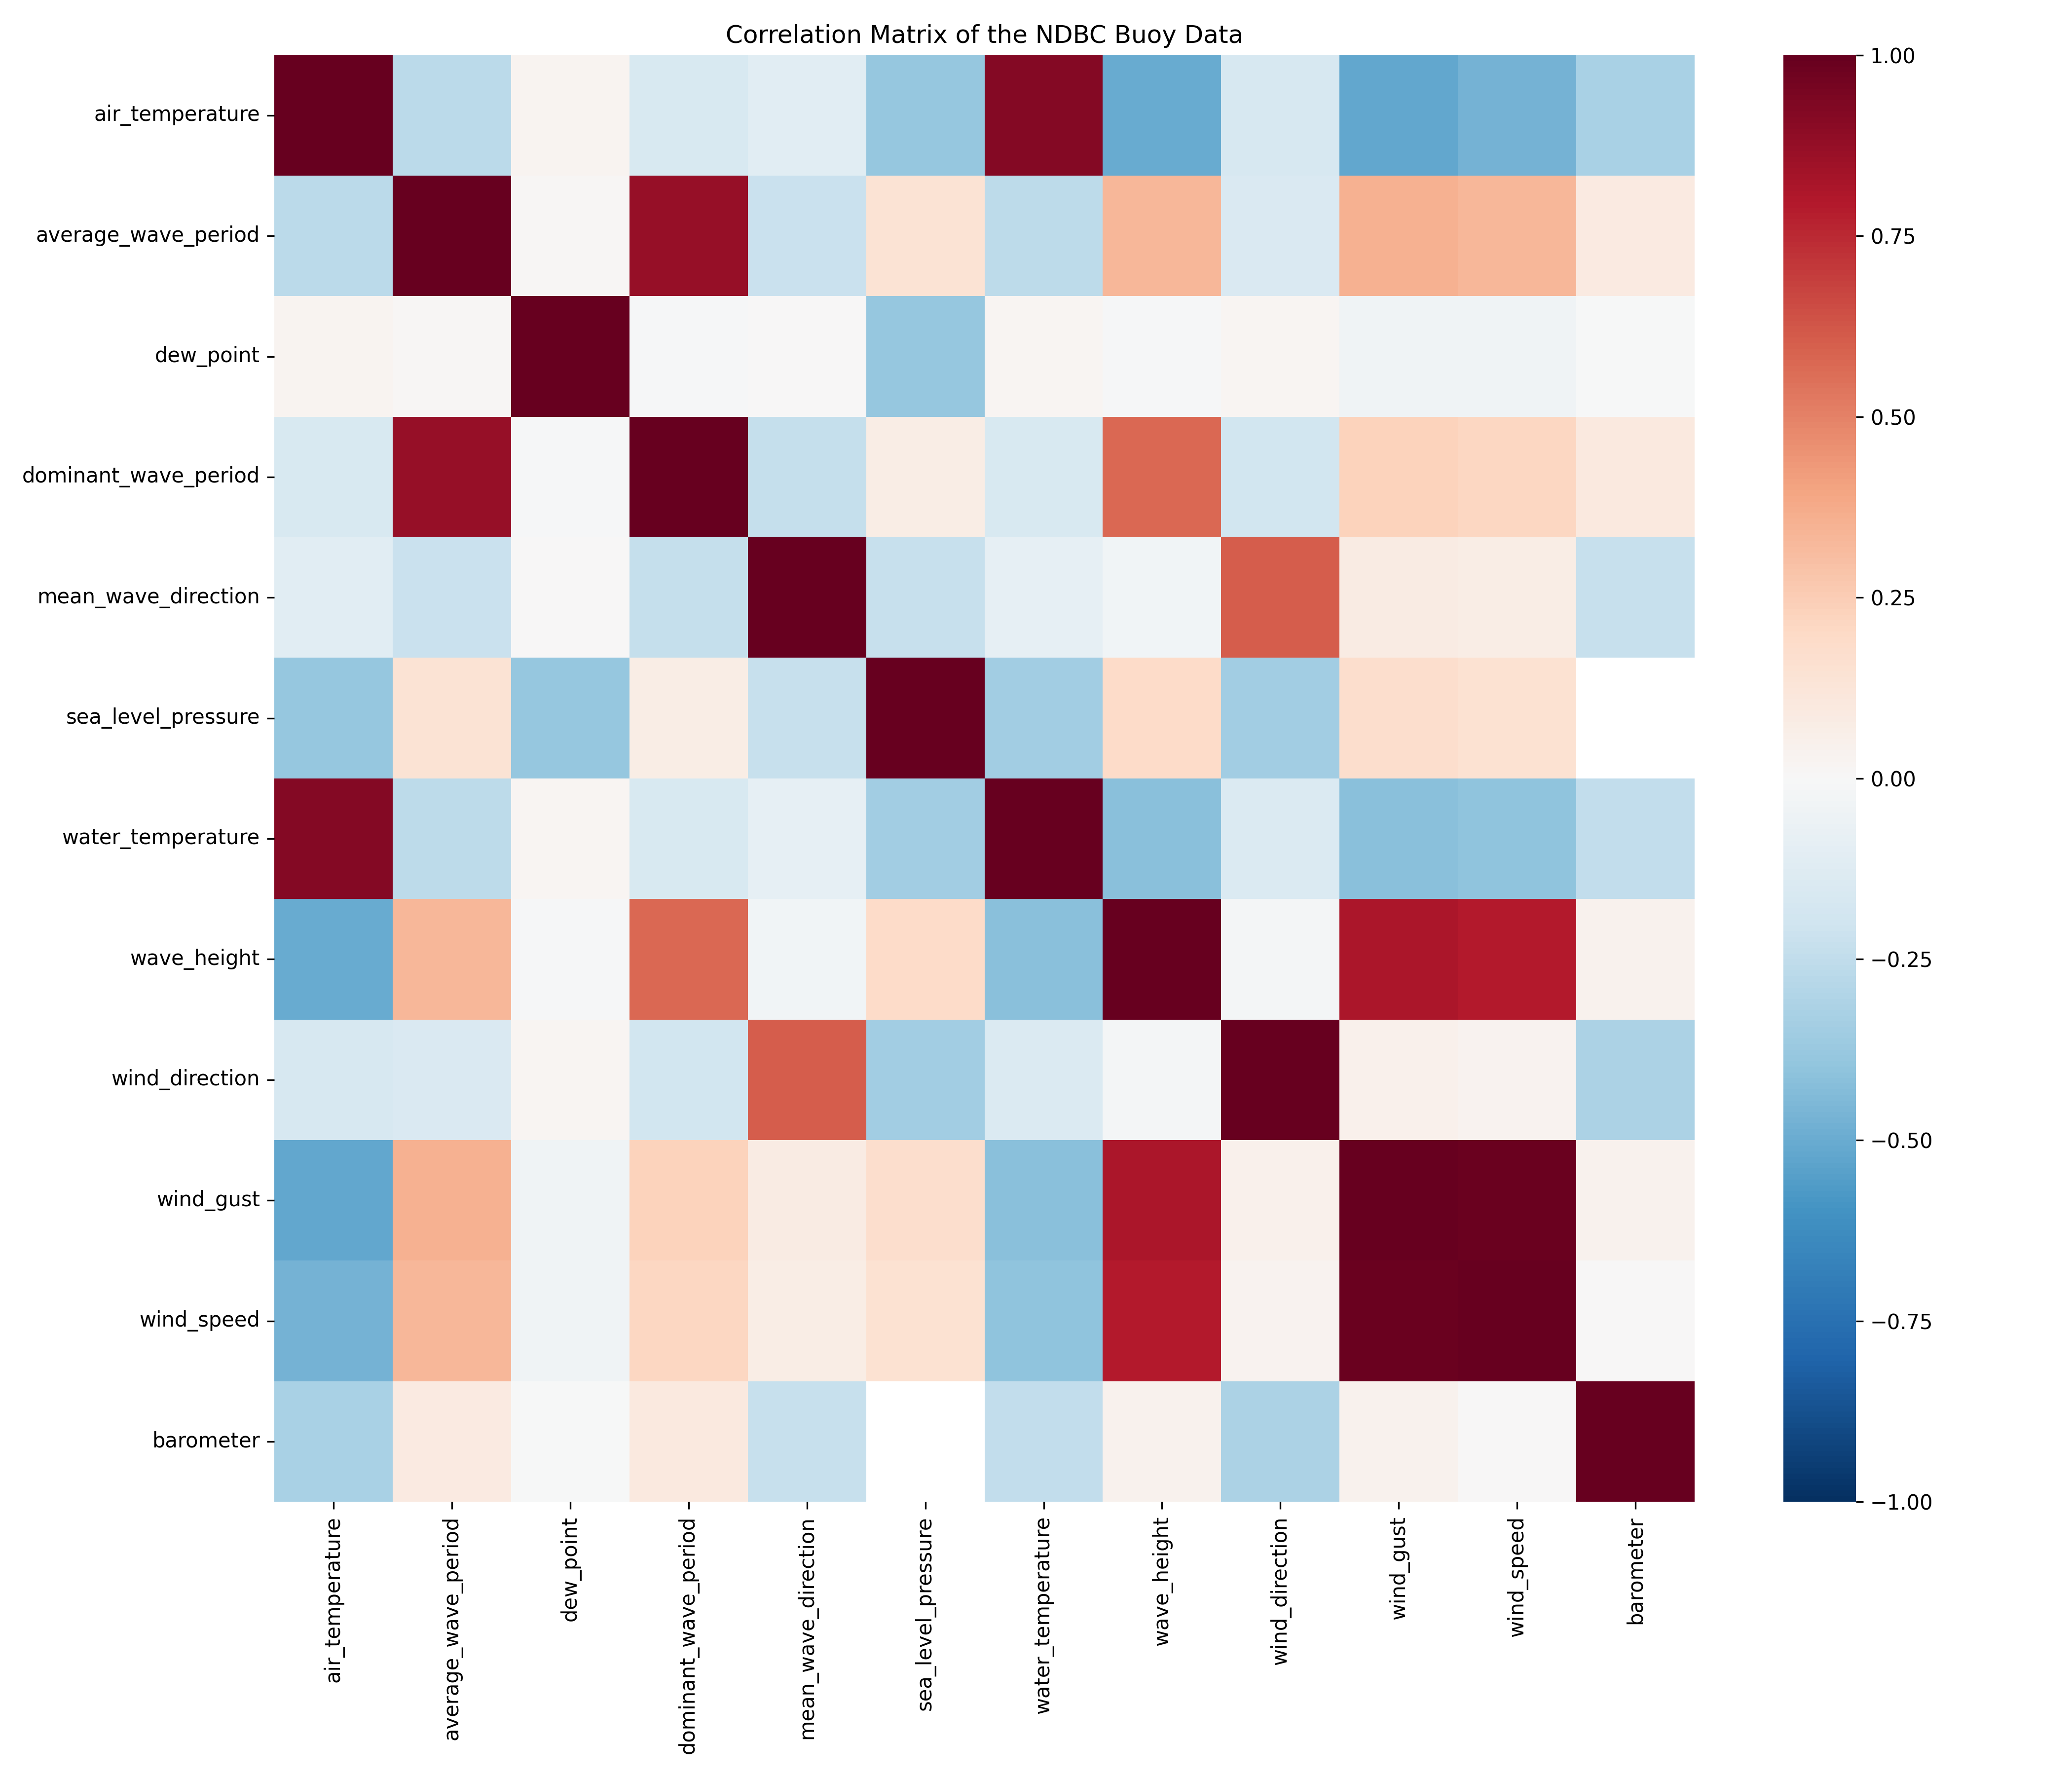 Correlation Matrix of the NDBC Buoy Data
air_temperature
average_wave_period
dew_point
dominant_wave_period
mean_wave_direction
sea_level_pressure
water_temperature
wave_height
wind_direction
wind_gust
wind_speed
barometer
air_temperature
average_wave_period
dew_point
dominant_wave_period
mean_wave_direction
sea_level_pressure
water_temperature
wave_height
wind_direction
wind_gust
wind_speed
barometer
1.00
0.75
0.50
0.25
0.00
−0.25
−0.50
−0.75
−1.00